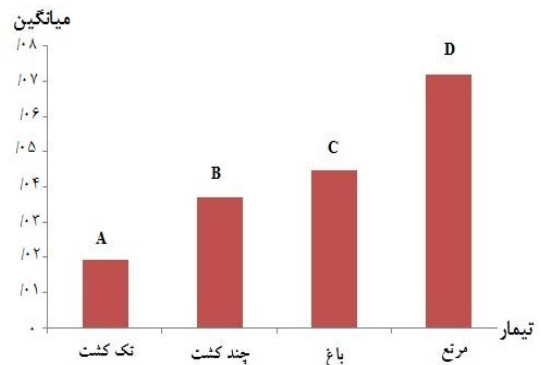 میانگین
/۰۸
/۰۷
/۰۶
/۰۵
/۰۴
/۰۳
/۰۲
/۰۱
۰
A
B
C
D
تک کشت
چند کشت
باغ
مرتع
تیمار